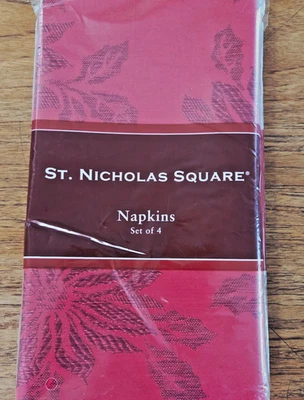 ST. NICHOLAS SQUARE®
Napkins
Set of 4